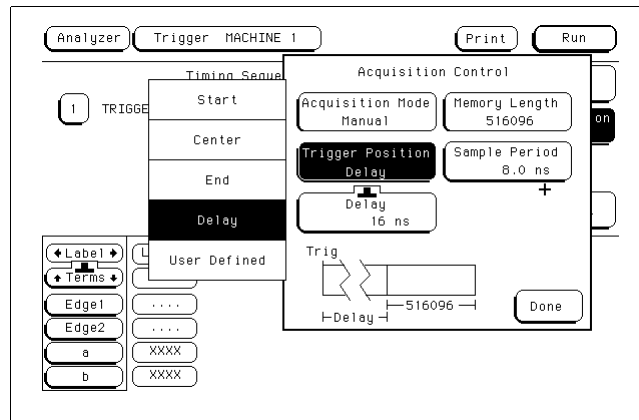 Analyzer Trigger MACHINE 1 Print Run
Timing Seque
1 TRIGGE
Start
Center
End
Delay
User Defined
Acquisition Control
Acquisition Mode
Manual
Memory Length
516096
Trigger Position
Delay
Sample Period
8.0 ns
Delay
16 ns
Trig
516096
Delay
Done
on
Label
L
Terms
Edge1 ....
Edge2 ....
a XXXX
b XXXX